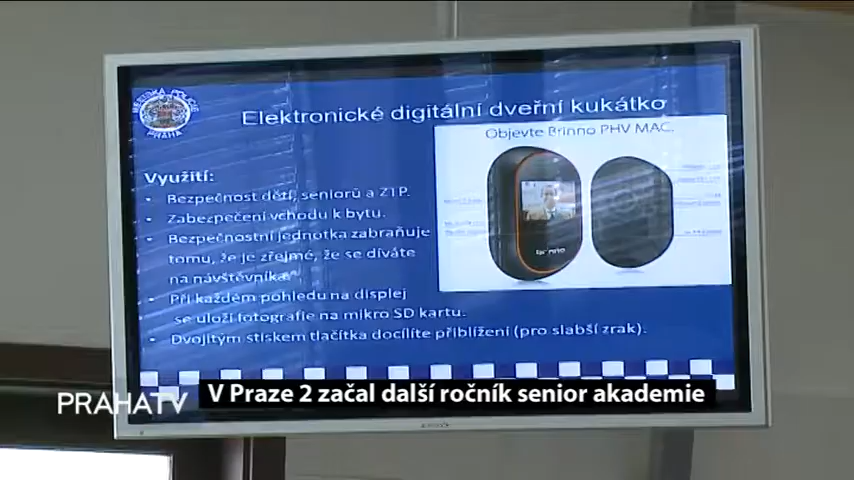 MĚSTSKÁ POLICIE
PRAHA
Elektronické digitální dveřní kukátko
Objevte Brinno PHV MAC.
Využití:
• Bezpečnost dětí, seniorů a ZTP.
• Zabezpečení vchodu k bytu.
• Bezpečnostní jednotka zabraňuje
tomu, že je zřejmé, že se díváte
na návštěvníka.
• Při každém pohledu na displej
se uloží fotografie na mikro SD kartu.
• Dvojitým stiskem tlačítka docílíte přiblížení (pro slabší zrak).
brinno
PRAHATV
V Praze 2 začal další ročník senior akademie